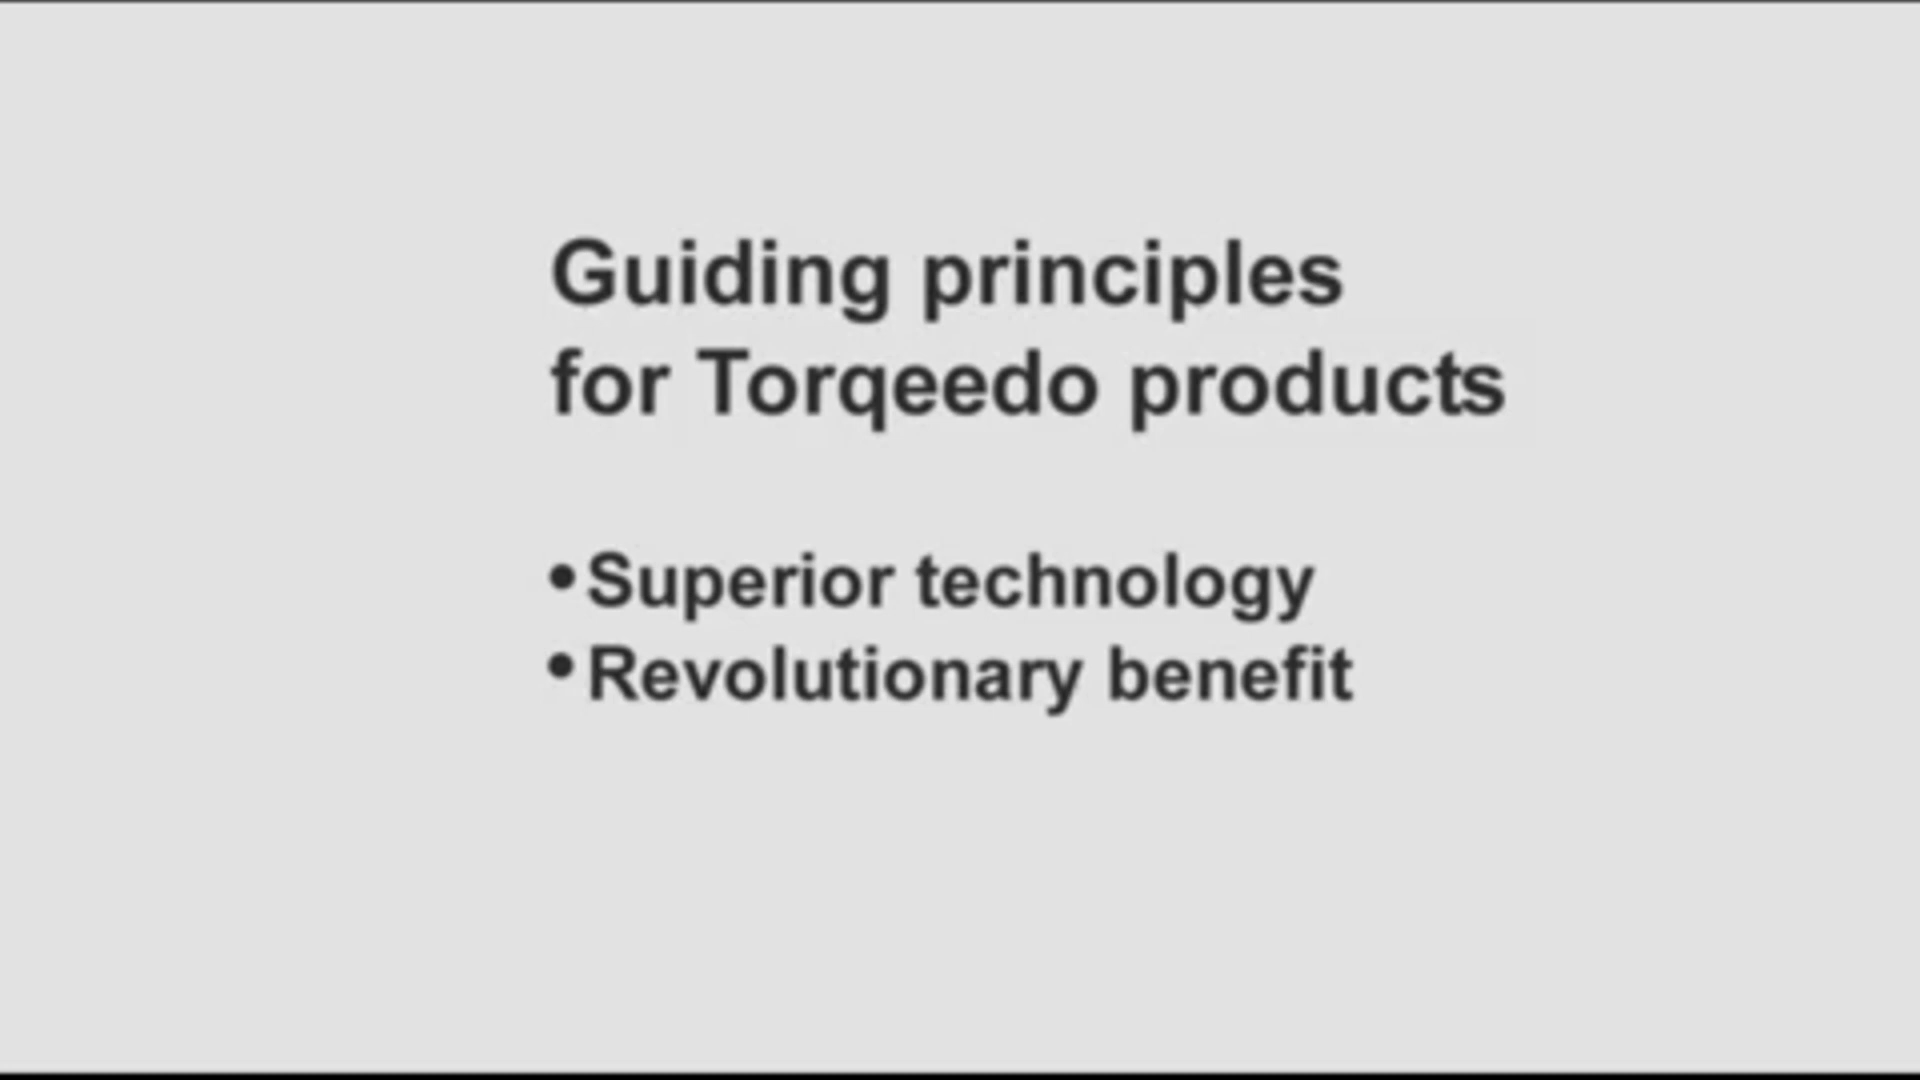 Guiding principles
for Torqeedo products
• Superior technology
• Revolutionary benefit